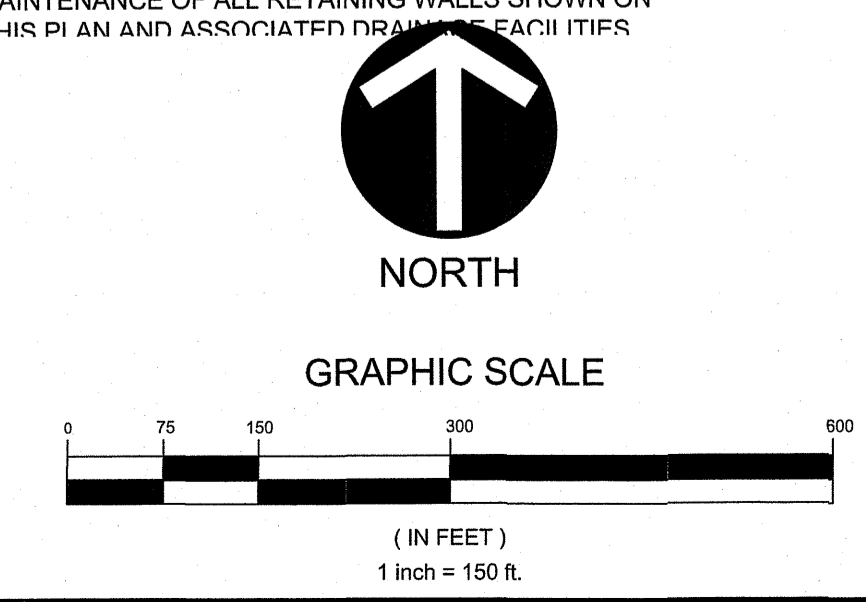 AINTENANCE OF ALL RETAINING WALLS SHOWN ON
HIS PLAN AND ASSOCIATED DRAINAGE FACILITIES
NORTH
GRAPHIC SCALE
0 75 150 300 600
( IN FEET )
1 inch = 150 ft.